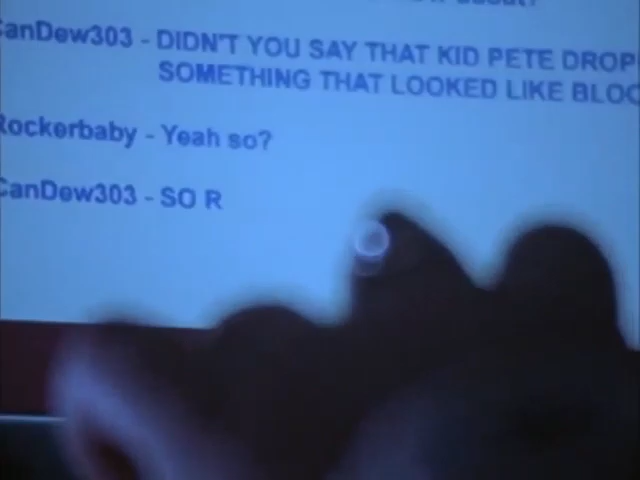 CanDew303 - DIDN'T YOU SAY THAT KID PETE DROP
SOMETHING THAT LOOKED LIKE BLOO
Rockerbaby - Yeah so?
CanDew303 - SO R